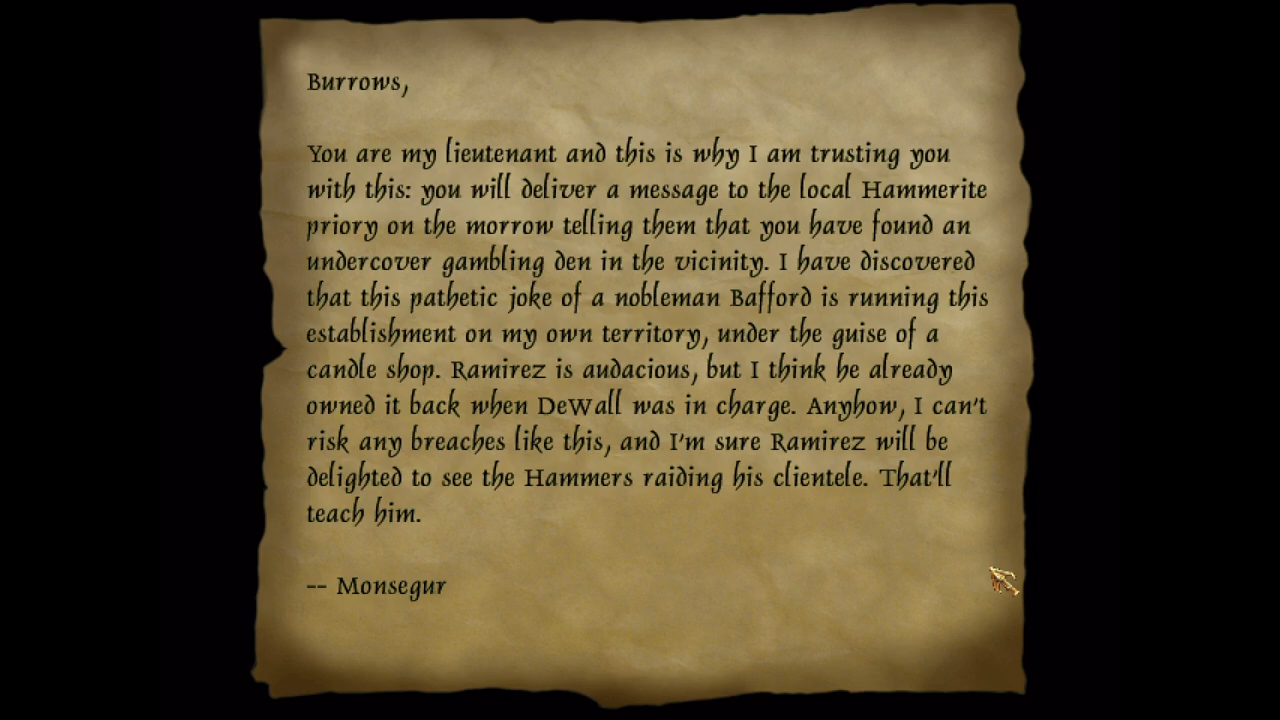 Burrows,
You are my lieutenant and this is why I am trusting you
with this: you will deliver a message to the local Hammerite
priory on the morrow telling them that you have found an
undercover gambling den in the vicinity. I have discovered
that this pathetic joke of a nobleman Bafford is running this
establishment on my own territory, under the guise of a
candle shop. Ramirez is audacious, but I think he already
owned it back when DeWall was in charge. Anyhow, I can't
risk any breaches like this, and I'm sure Ramirez will be
delighted to see the Hammers raiding his clientele. That'll
teach him.
-- Monsegur